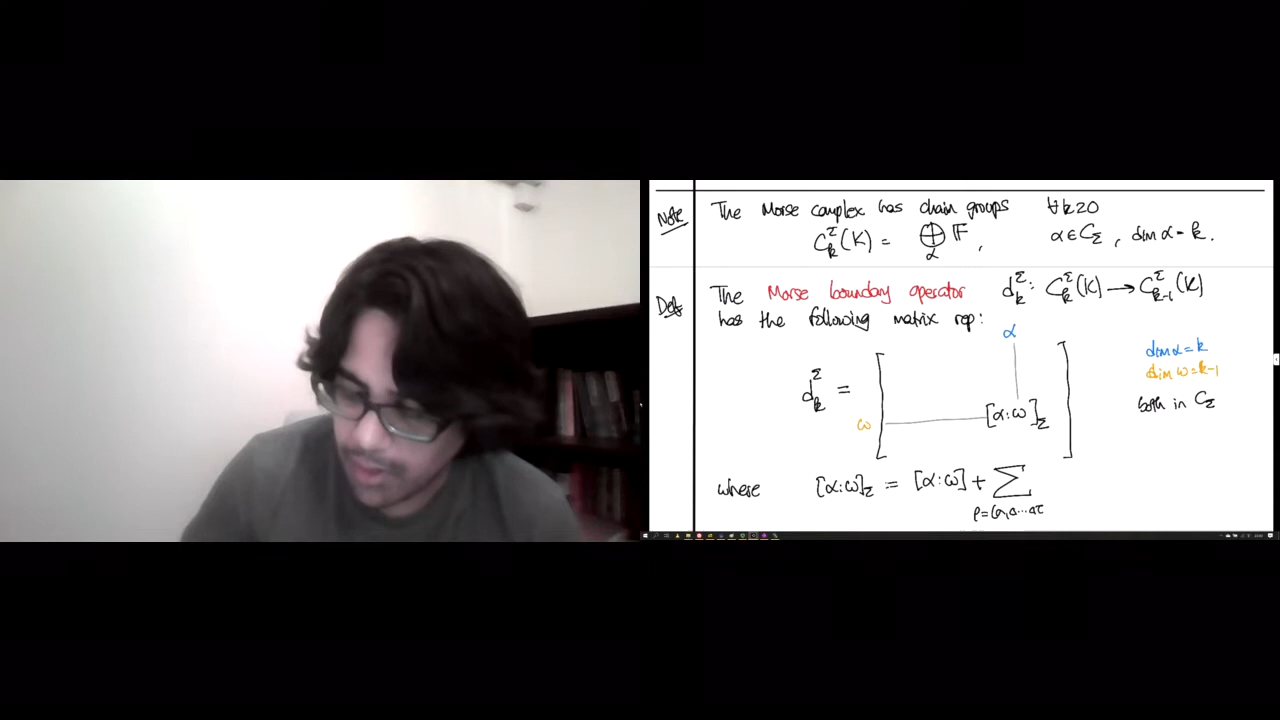 Note The Morse complex has chain groups ∀k≥0
C_k^Σ(K) = ⊕_α 𝔽, α ∈ C_Σ, dim α = k.
Def The Morse boundary operator d_k^Σ: C_k^Σ(K) → C_{k-1}^Σ(K)
has the following matrix rep:
α
dim α = k
dim ω = k-1
d_k^Σ = [ [α:ω]_Σ ]
both in C_Σ
ω
where [α:ω]_Σ = [α:ω] + Σ